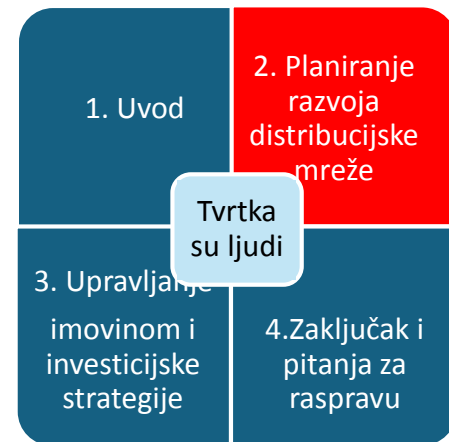 1. Uvod
2. Planiranje
razvoja
distribucijske
mreže
Tvrtka
su ljudi
3. Upravljanje
imovinom i
investicijske
strategije
4.Zaključak i
pitanja za
raspravu